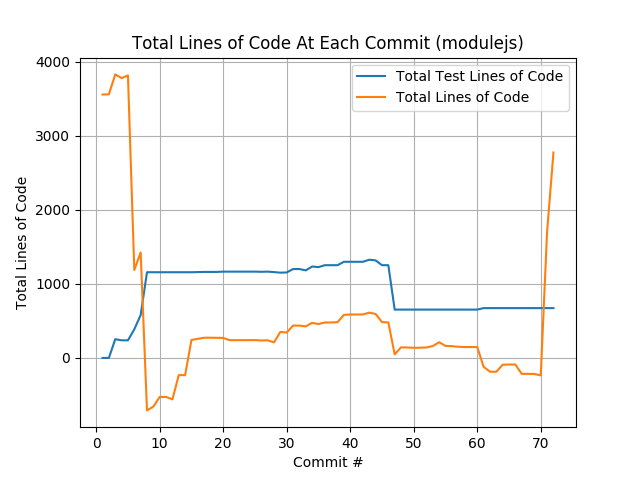 Total Lines of Code At Each Commit (modulejs)
Total Test Lines of Code
Total Lines of Code
Total Lines of Code
4000
3000
2000
1000
0
0 10 20 30 40 50 60 70
Commit #